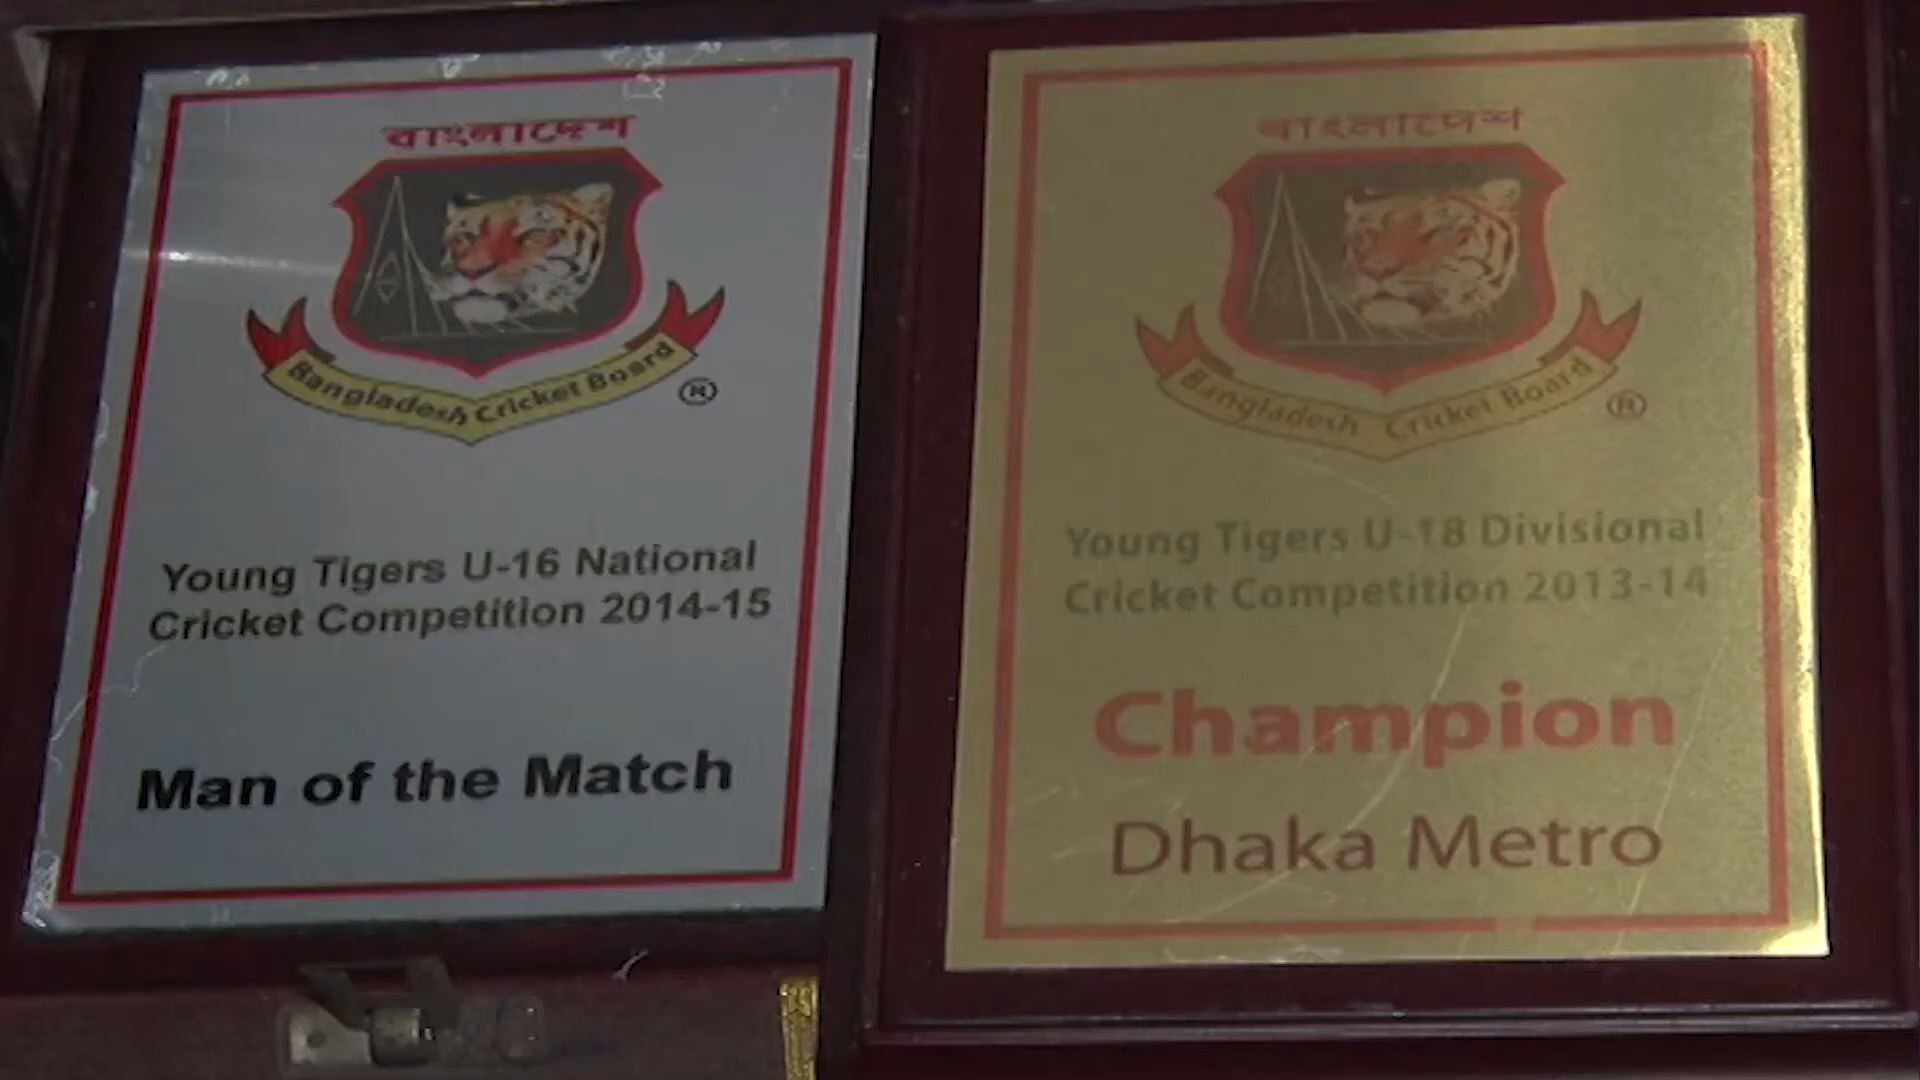 বাংলাদেশ
Bangladesh Cricket Board
®
Young Tigers U-16 National
Cricket Competition 2014-15
Man of the Match
বাংলাদেশ
Bangladesh Cricket Board
®
Young Tigers U-18 Divisional
Cricket Competition 2013-14
Champion
Dhaka Metro